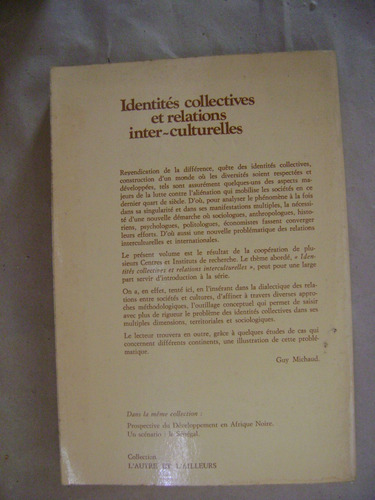 Identités collectives
et relations
inter-culturelles
Revendication de la différence, quête des identités collectives,
construction d'un monde où les diversités soient respectées et
développées, tels sont assurément quelques-uns des aspects ma-
jeurs de la lutte contre l'aliénation qui mobilise les sociétés en ce
dernier quart de siècle. D'où, pour analyser le phénomène à la fois
dans sa singularité et dans ses manifestations multiples, la nécessi-
té d'une nouvelle démarche où sociologues, anthropologues, histo-
riens, psychologues, politologues, économistes fassent converger
leurs efforts. D'où aussi une nouvelle problématique des relations
interculturelles et internationales.
Le présent volume est le résultat de la coopération de plu-
sieurs Centres et Instituts de recherche. Le thème abordé, « Iden-
tités collectives et relations interculturelles », peut pour une large
part servir d'introduction à la série.
On a, en effet, tenté ici, en l'insérant dans la dialectique des rela-
tions entre sociétés et cultures, d'affiner à travers diverses appro-
ches méthodologiques, l'outillage conceptuel qui permet de saisir
avec plus de rigueur le problème des identités collectives dans ses
multiples dimensions, territoriales et sociologiques.
Le lecteur trouvera en outre, grâce à quelques études de cas qui
concernent différents continents, une illustration de cette problé-
matique.
Guy Michaud.
Dans la même collection :
Prospective du Développement en Afrique Noire.
Un scénario : le Sénégal.
Collection
L'AUTRE ET L'AILLEURS